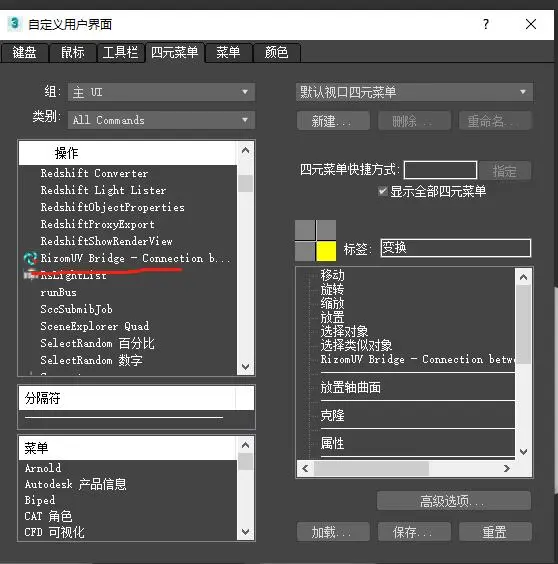 自定义用户界面
键盘 鼠标 工具栏 四元菜单 菜单 颜色
组: 主 UI
类别: All Commands
操作
Redshift Converter
Redshift Light Lister
RedshiftObjectProperties
RedshiftProxyExport
RedshiftShowRenderView
RizomUV Bridge - Connection b...
RsLightList
runBus
SccSubmibJob
SceneExplorer Quad
SelectRandom 百分比
SelectRandom 数字
分隔符
菜单
Arnold
Autodesk 产品信息
Biped
CAT 角色
CFD 可视化
默认视口四元菜单
新建... 删除... 重命名...
四元菜单快捷方式: 指定
显示全部四元菜单
标签: 变换
移动
旋转
缩放
放置
选择对象
选择类似对象
RizomUV Bridge - Connection betwe
放置轴曲面
克隆
属性
高级选项...
加载... 保存... 重置